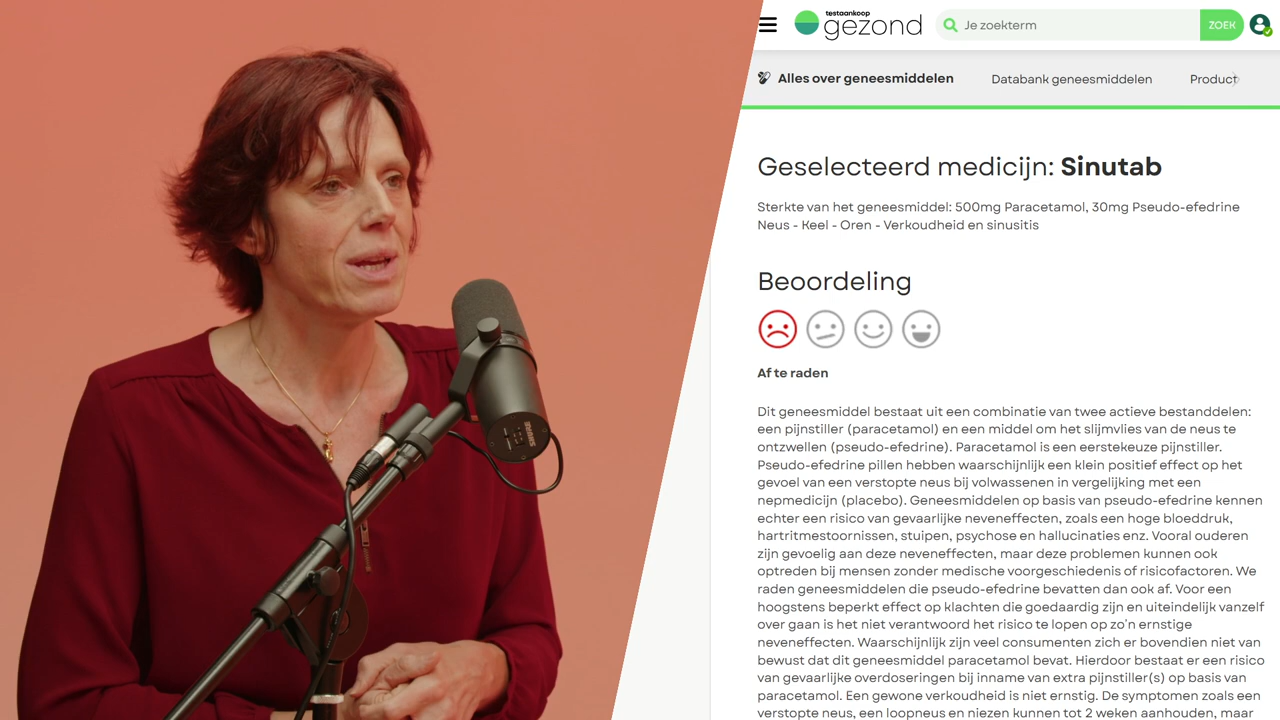 testaankoop
gezond
Je zoekterm
ZOEK
Alles over geneesmiddelen
Databank geneesmiddelen
Product
Geselecteerd medicijn: Sinutab
Sterkte van het geneesmiddel: 500mg Paracetamol, 30mg Pseudo-efedrine
Neus - Keel - Oren - Verkoudheid en sinusitis
Beoordeling
Af te raden
Dit geneesmiddel bestaat uit een combinatie van twee actieve bestanddelen:
een pijnstiller (paracetamol) en een middel om het slijmvlies van de neus te
ontzwellen (pseudo-efedrine). Paracetamol is een eerstekeuze pijnstiller.
Pseudo-efedrine pillen hebben waarschijnlijk een klein positief effect op het
gevoel van een verstopte neus bij volwassenen in vergelijking met een
nepmedicijn (placebo). Geneesmiddelen op basis van pseudo-efedrine kennen
echter een risico van gevaarlijke neveneffecten, zoals een hoge bloeddruk,
hartritmestoornissen, stuipen, psychose en hallucinaties enz. Vooral ouderen
zijn gevoelig aan deze neveneffecten, maar deze problemen kunnen ook
optreden bij mensen zonder medische voorgeschiedenis of risicofactoren. We
raden geneesmiddelen die pseudo-efedrine bevatten dan ook af. Voor een
hoogstens beperkt effect op klachten die goedaardig zijn en uiteindelijk vanzelf
over gaan is het niet verantwoord het risico te lopen op zo'n ernstige
neveneffecten. Waarschijnlijk zijn veel consumenten zich er bovendien niet van
bewust dat dit geneesmiddel paracetamol bevat. Hierdoor bestaat er een risico
van gevaarlijke overdoseringen bij inname van extra pijnstiller(s) op basis van
paracetamol. Een gewone verkoudheid is niet ernstig. De symptomen zoals een
verstopte neus, een loopneus en niezen kunnen tot 2 weken aanhouden, maar
SHURE